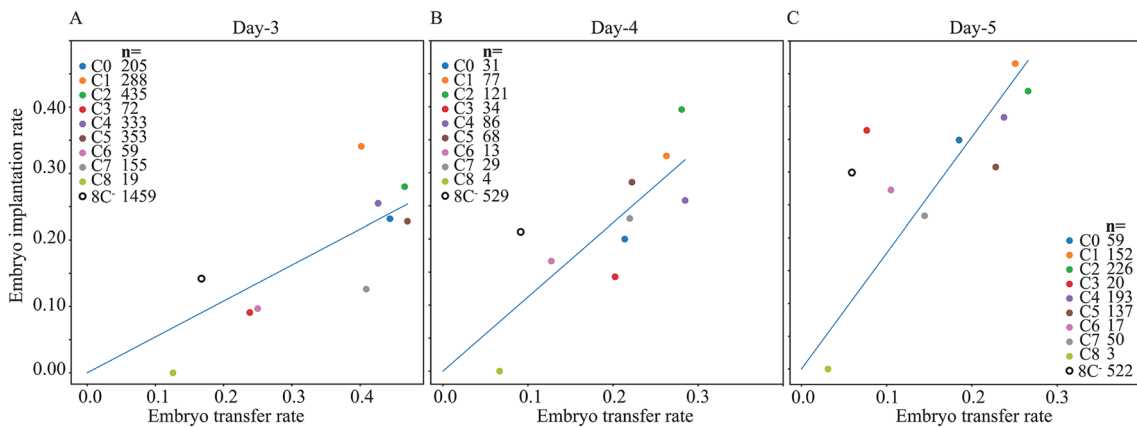 A
Day-3
n=
C0 205
C1 288
C2 435
C3 72
C4 333
C5 353
C6 59
C7 155
C8 19
8C⁻ 1459
Embryo implantation rate
0.40
0.30
0.20
0.10
0.00
0.0 0.1 0.2 0.3 0.4
Embryo transfer rate
B
Day-4
n=
C0 31
C1 77
C2 121
C3 34
C4 86
C5 68
C6 13
C7 29
C8 4
8C⁻ 529
0.0 0.1 0.2 0.3
Embryo transfer rate
C
Day-5
n=
C0 59
C1 152
C2 226
C3 20
C4 193
C5 137
C6 17
C7 50
C8 3
8C⁻ 522
0.0 0.1 0.2 0.3
Embryo transfer rate